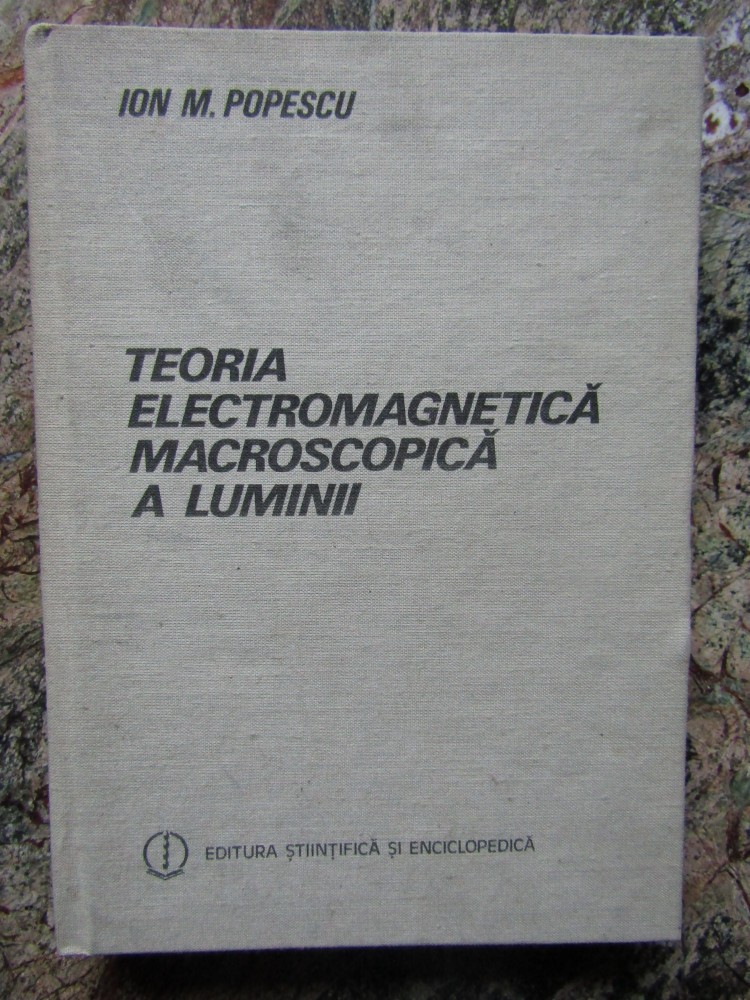 ION M. POPESCU
TEORIA
ELECTROMAGNETICĂ
MACROSCOPICĂ
A LUMINII
EDITURA ŞTIINŢIFICĂ ŞI ENCICLOPEDICĂ